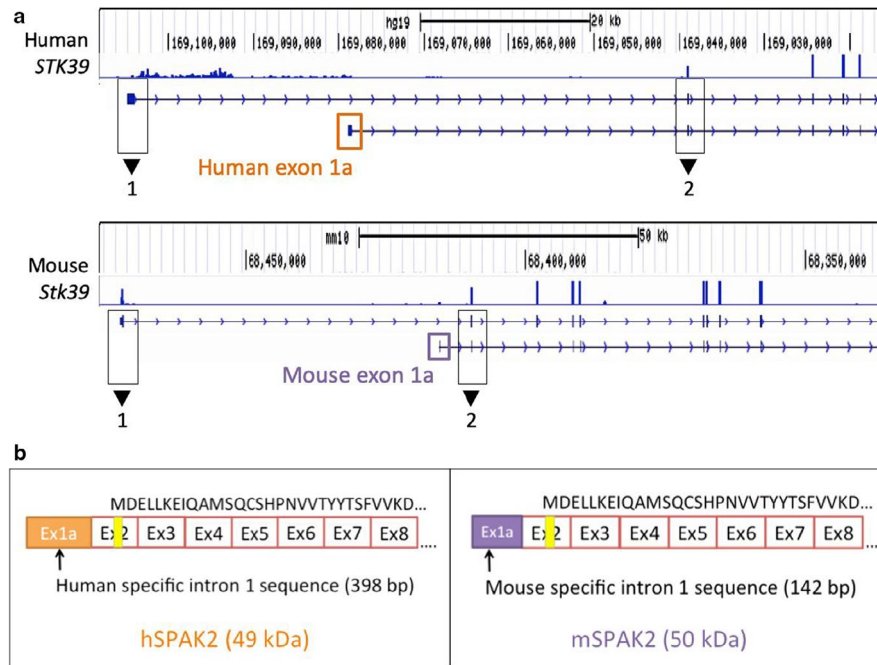 a
hg19 20 kb
Human
169,100,000 169,090,000 169,080,000 169,070,000 169,060,000 169,050,000 169,040,000 169,030,000
STK39
Human exon 1a
1 2
mm10 50 kb
Mouse
68,450,000 68,400,000 68,350,000
Stk39
Mouse exon 1a
1 2
b
MDELLKEIQAMSQCSHPNVVTYYTSFVVKD...
Ex1a Ex2 Ex3 Ex4 Ex5 Ex6 Ex7 Ex8 ....
Human specific intron 1 sequence (398 bp)
hSPAK2 (49 kDa)
MDELLKEIQAMSQCSHPNVVTYYTSFVVKD...
Ex1a Ex2 Ex3 Ex4 Ex5 Ex6 Ex7 Ex8 ....
Mouse specific intron 1 sequence (142 bp)
mSPAK2 (50 kDa)